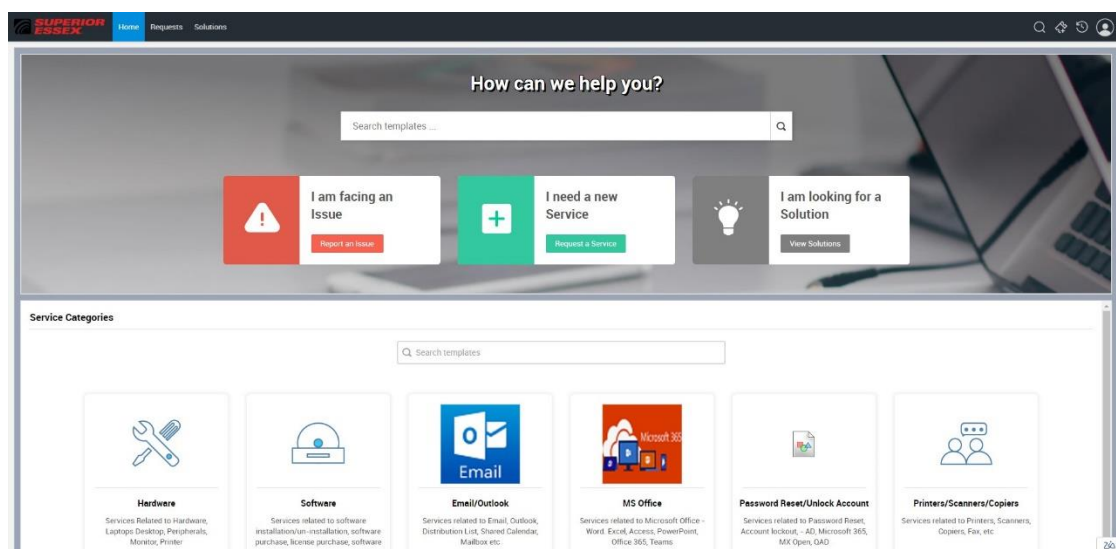 SUPERIOR
ESSEX
Home Requests Solutions
How can we help you?
Search templates ...
I am facing an
Issue
Report an Issue
I need a new
Service
Request a Service
I am looking for a
Solution
View Solutions
Service Categories
Search templates
Email
Microsoft 365
Hardware
Services Related to Hardware,
Laptops Desktop, Peripherals,
Monitor, Printer
Software
Services related to software
installation/un-installation, software
purchase, license purchase, software
Email/Outlook
Services related to Email, Outlook,
Distribution List, Shared Calendar,
Mailbox etc.
MS Office
Services related to Microsoft Office -
Word, Excel, Access, PowerPoint,
Office 365, Teams
Password Reset/Unlock Account
Services related to Password Reset,
Account lockout, - AD, Microsoft 365,
MX Open, QAD
Printers/Scanners/Copiers
Services related to Printers, Scanners,
Copiers, Fax, etc